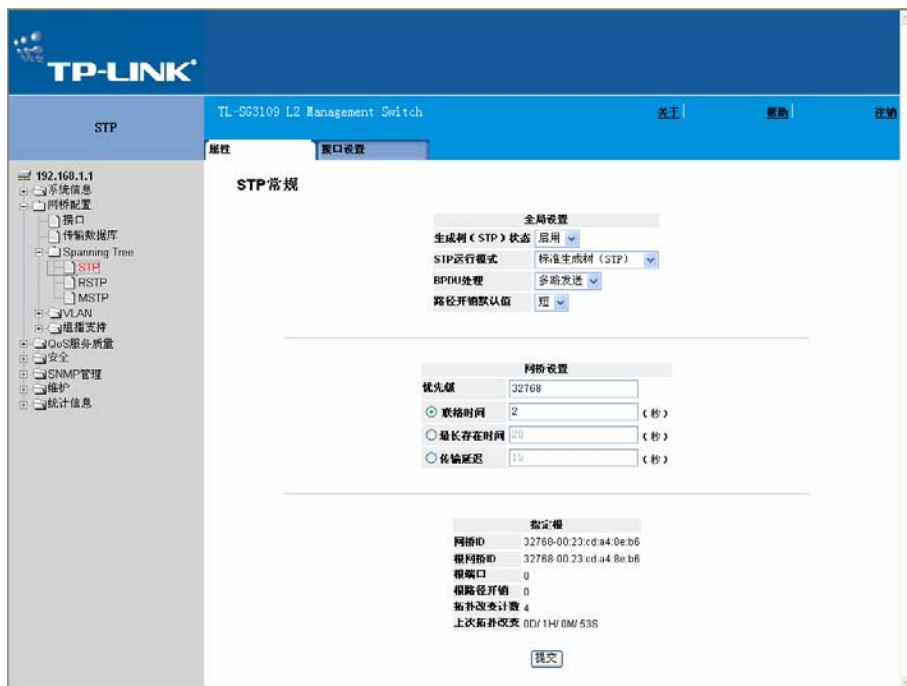 TP-LINK
STP
TL-SG3109 L2 Management Switch
关于
帮助
注销
属性
接口设置
192.168.1.1
系统信息
网桥配置
接口
传输数据库
Spanning Tree
STP
RSTP
MSTP
VLAN
组播支持
QoS服务质量
安全
SNMP管理
维护
统计信息
STP常规
全局设置
生成树(STP)状态 启用
STP运行模式 标准生成树 (STP)
BPDU处理 多路发送
路径开销默认值 短
网桥设置
优先级 32768
联络时间 2 (秒)
最长存在时间 20 (秒)
传输延迟 15 (秒)
指定根
网桥ID 32768-00:23:cd:a4:8e:b6
根网桥ID 32768-00:23:cd:a4:8e:b6
根端口 0
根路径开销 0
拓扑改变计数 4
上次拓扑改变 0D/ 1H/ 0M/ 53S
提交